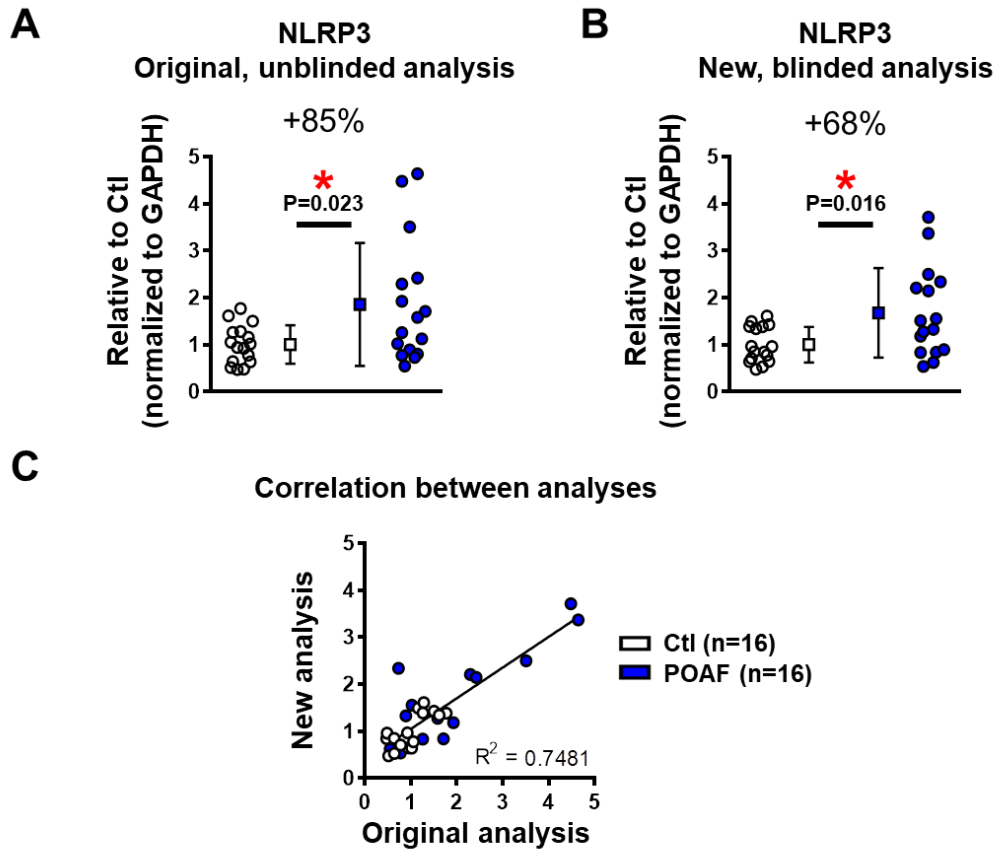 A
NLRP3
Original, unblinded analysis
+85%
*
P=0.023
Relative to Ctl
(normalized to GAPDH)
5
4
3
2
1
0
B
NLRP3
New, blinded analysis
+68%
*
P=0.016
Relative to Ctl
(normalized to GAPDH)
5
4
3
2
1
0
C
Correlation between analyses
New analysis
5
4
3
2
1
0
R² = 0.7481
0 1 2 3 4 5
Original analysis
Ctl (n=16)
POAF (n=16)